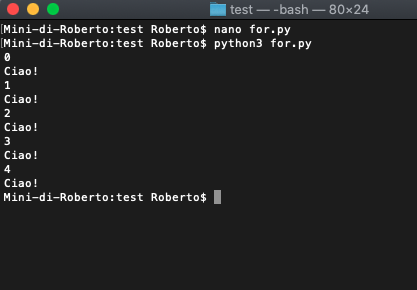 test — -bash — 80×24
[Mini-di-Roberto:test Roberto$ nano for.py
[Mini-di-Roberto:test Roberto$ python3 for.py
0
Ciao!
1
Ciao!
2
Ciao!
3
Ciao!
4
Ciao!
Mini-di-Roberto:test Roberto$